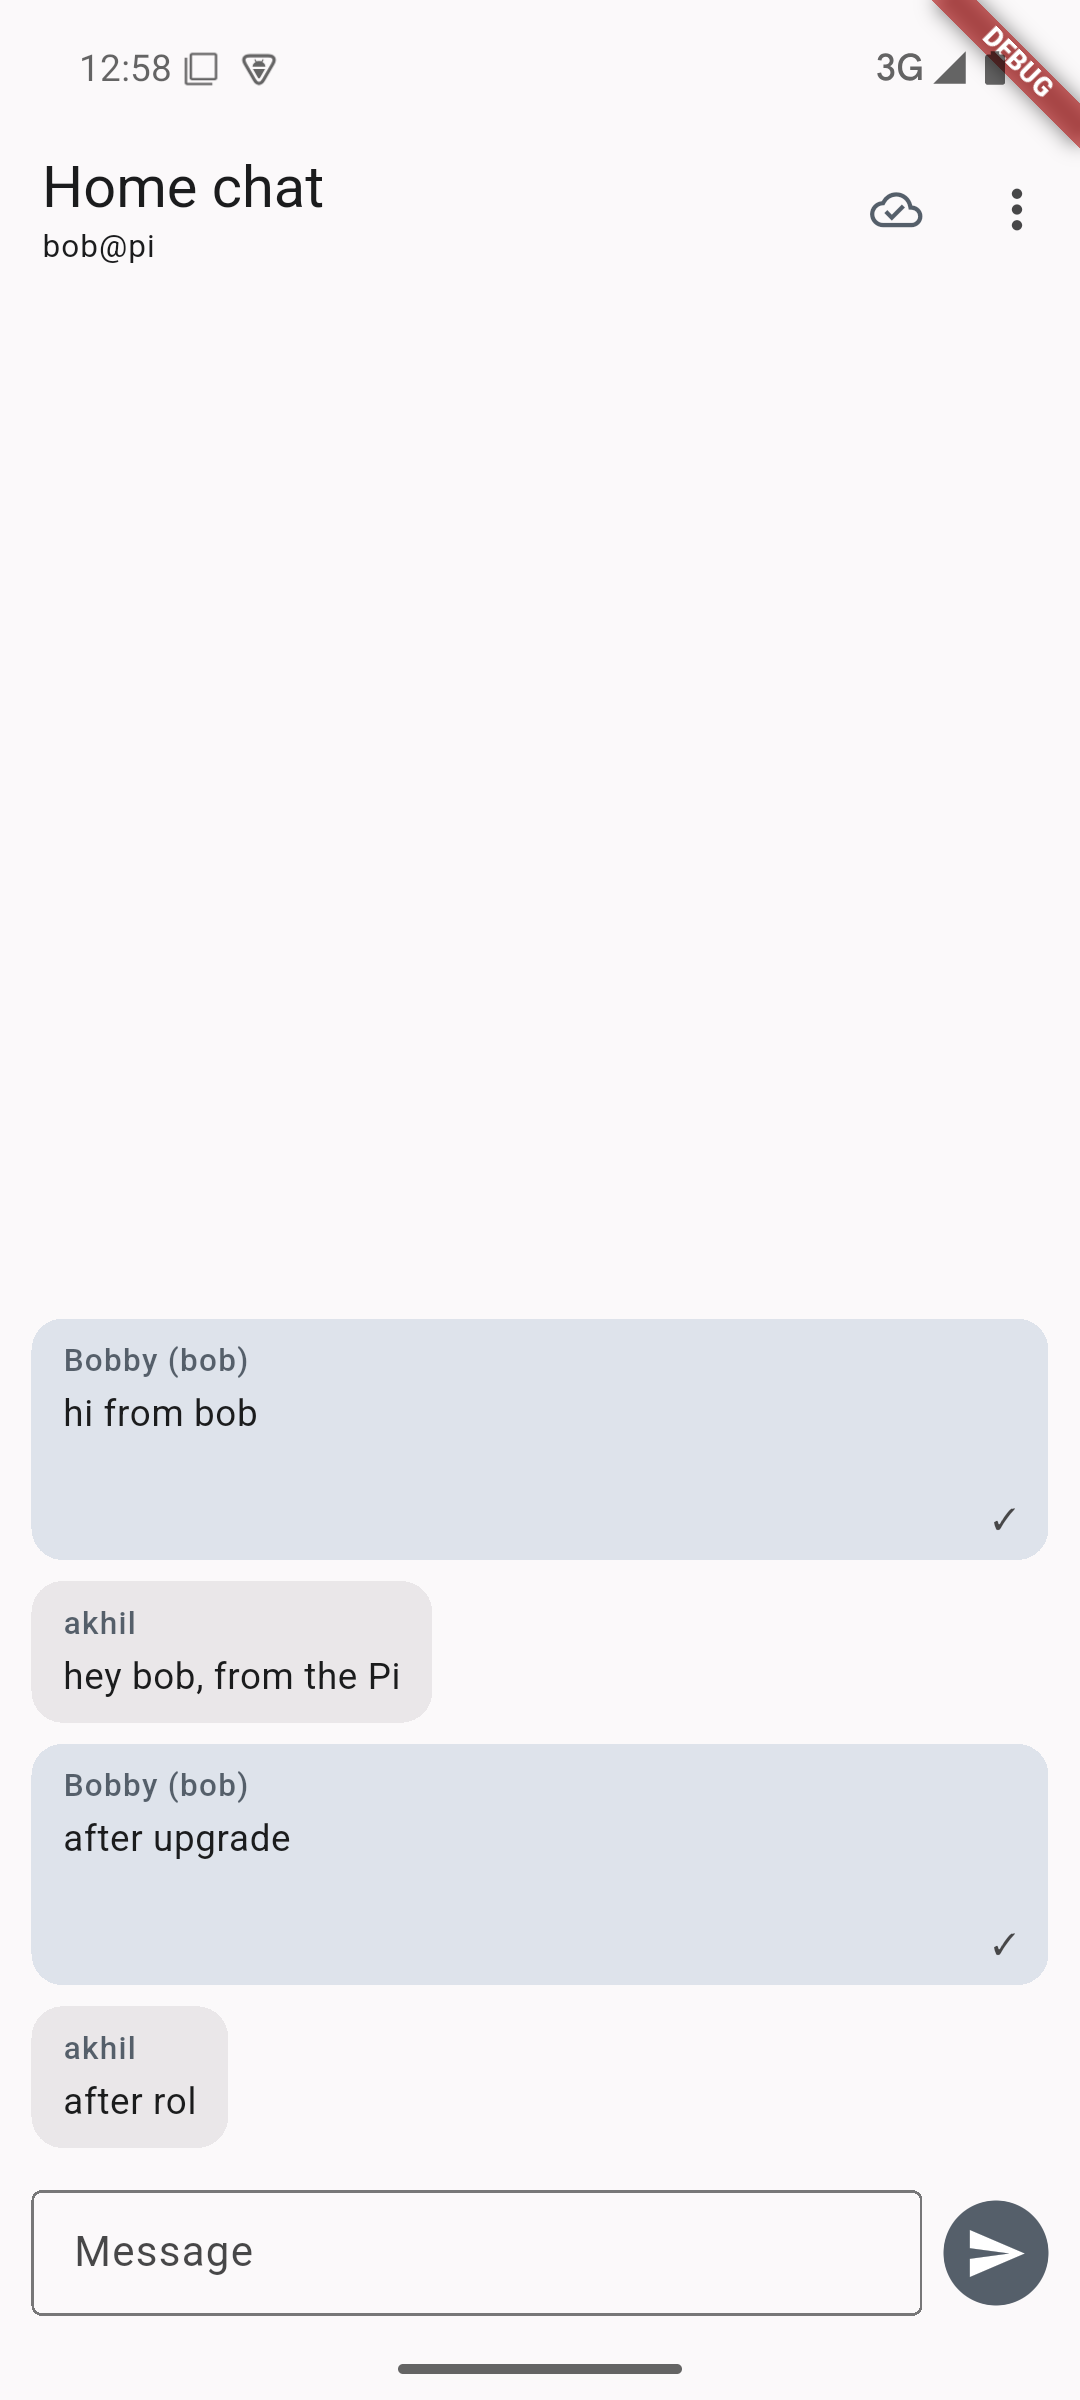 12:58
3G
DEBUG
Home chat
bob@pi
Bobby (bob)
hi from bob
✓
akhil
hey bob, from the Pi
Bobby (bob)
after upgrade
✓
akhil
after rol
Message